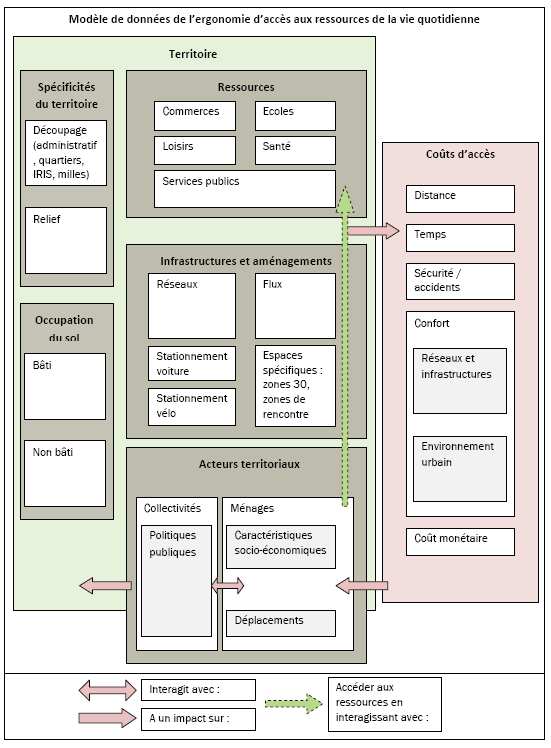 Modèle de données de l'ergonomie d'accès aux ressources de la vie quotidienne
Territoire
Spécificités
du territoire
Découpage
(administratif
, quartiers,
IRIS, milles)
Relief
Occupation
du sol
Bâti
Non bâti
Ressources
Commerces
Ecoles
Loisirs
Santé
Services publics
Infrastructures et aménagements
Réseaux
Flux
Stationnement
voiture
Stationnement
vélo
Espaces
spécifiques :
zones 30,
zones de
rencontre
Acteurs territoriaux
Collectivités
Politiques
publiques
Ménages
Caractéristiques
socio-économiques
Déplacements
Coûts d'accès
Distance
Temps
Sécurité /
accidents
Confort
Réseaux et
infrastructures
Environnement
urbain
Coût monétaire
Interagit avec :
A un impact sur :
Accéder aux
ressources en
interagissant avec :